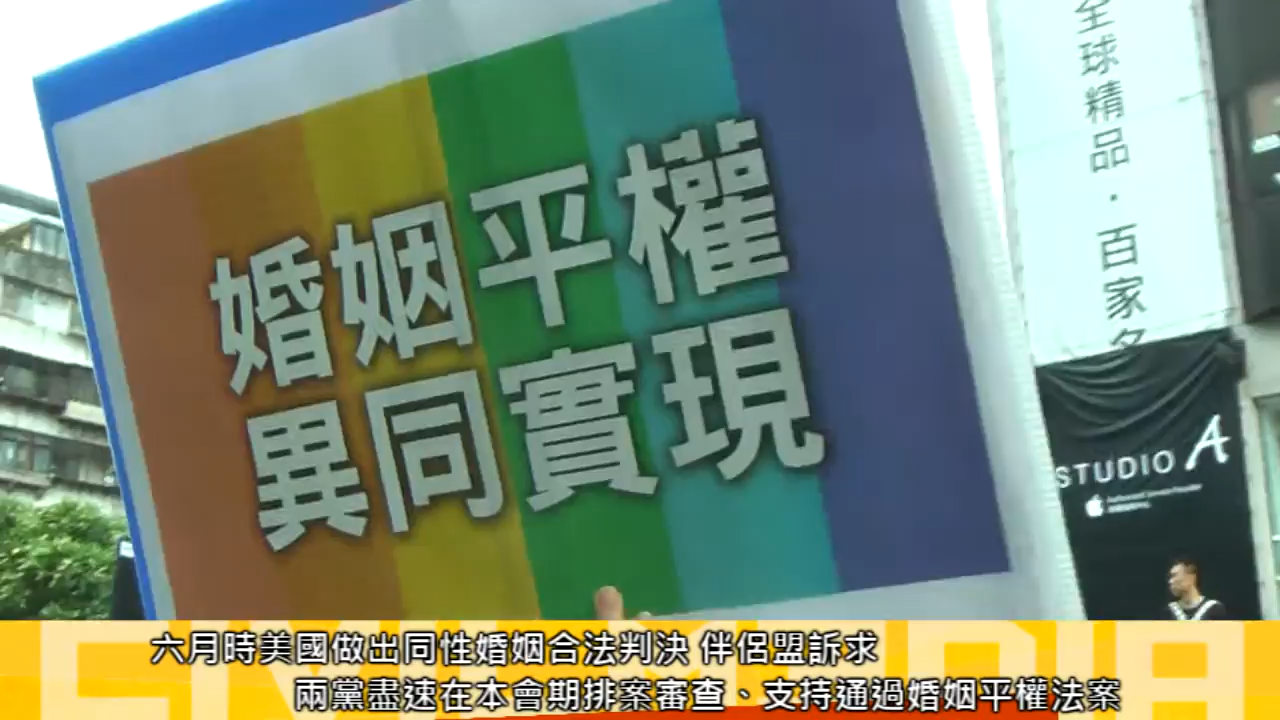 婚姻平權
異同實現
全球精品·百家
STUDIO A
六月時美國做出同性婚姻合法判決 伴侶盟訴求
兩黨盡速在本會期排案審查、支持通過婚姻平權法案